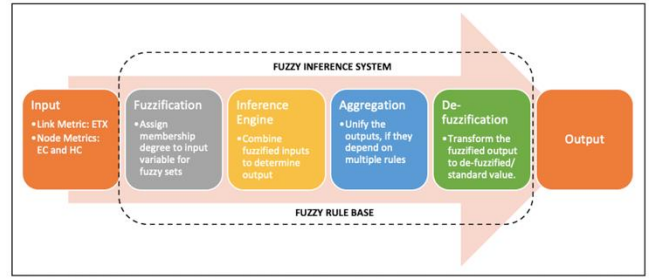 FUZZY INFERENCE SYSTEM
Input
•Link Metric: ETX
•Node Metrics:
EC and HC
Fuzzification
•Assign
membership
degree to input
variable for
fuzzy sets
Inference
Engine
•Combine
fuzzified inputs
to determine
output
Aggregation
•Unify the
outputs, if they
depend on
multiple rules
De-
fuzzification
•Transform the
fuzzified output
to de-fuzzified/
standard value.
Output
FUZZY RULE BASE